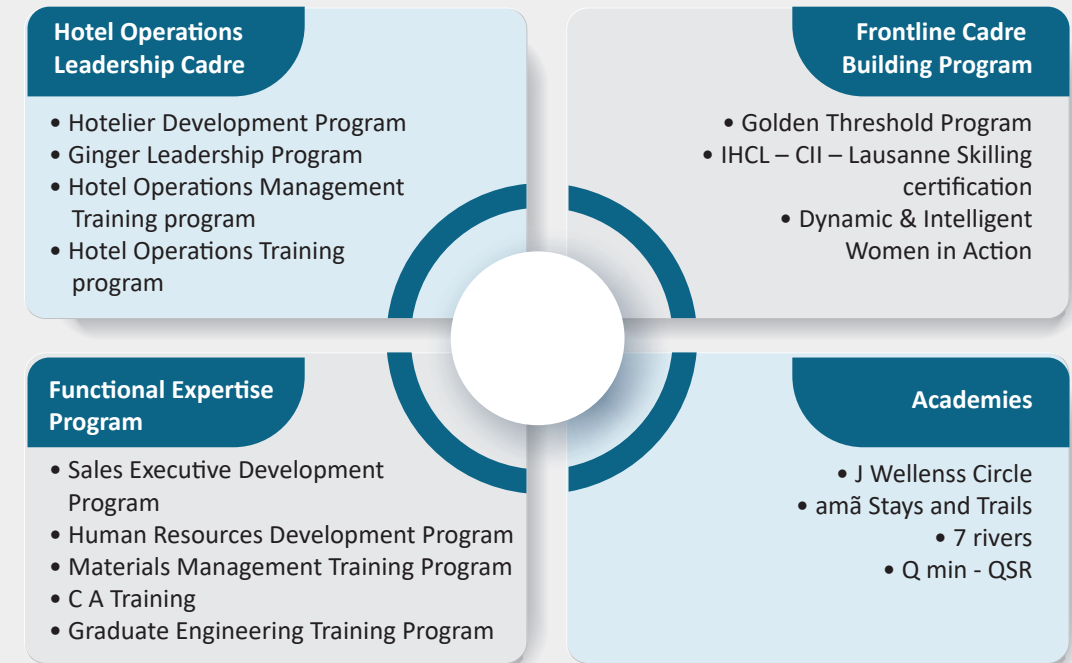 Hotel Operations
Leadership Cadre
• Hotelier Development Program
• Ginger Leadership Program
• Hotel Operations Management
Training program
• Hotel Operations Training
program
Frontline Cadre
Building Program
• Golden Threshold Program
• IHCL – CII – Lausanne Skilling
certification
• Dynamic & Intelligent
Women in Action
Functional Expertise
Program
• Sales Executive Development
Program
• Human Resources Development Program
• Materials Management Training Program
• C A Training
• Graduate Engineering Training Program
Academies
• J Wellenss Circle
• amã Stays and Trails
• 7 rivers
• Q min - QSR